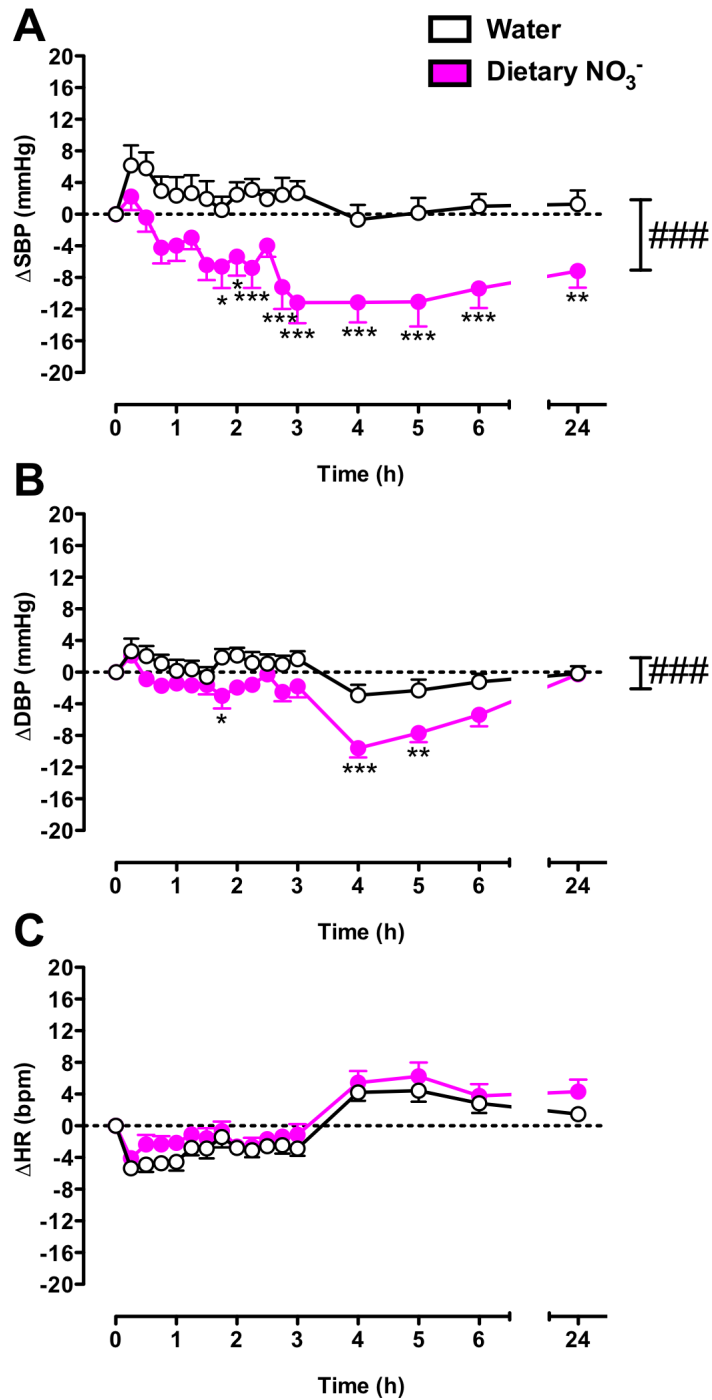 A
Water
Dietary NO₃⁻
20
16
12
8
4
0
-4
-8
-12
-16
-20
ΔSBP (mmHg)
###
* * *** *** *** *** *** *** **
0 1 2 3 4 5 6 24
Time (h)
B
20
16
12
8
4
0
-4
-8
-12
-16
-20
ΔDBP (mmHg)
###
* *** **
0 1 2 3 4 5 6 24
Time (h)
C
20
16
12
8
4
0
-4
-8
-12
-16
-20
ΔHR (bpm)
0 1 2 3 4 5 6 24
Time (h)